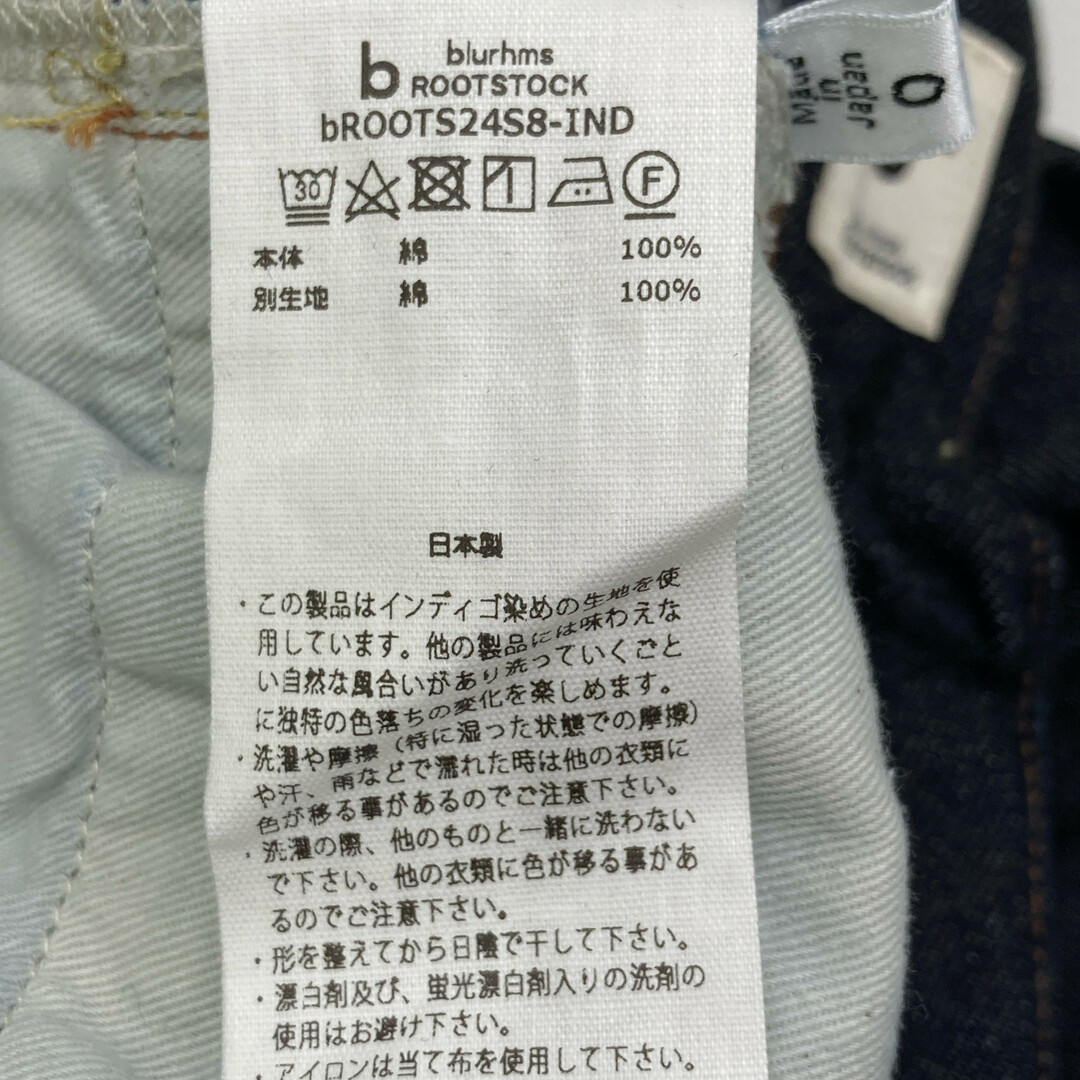 b blurhms
ROOTSTOCK
bROOTS24S8-IND
30
F
本体 綿 100%
別生地 綿 100%
日本製
・この製品はインディゴ染めの生地を使
用しています。他の製品には味わえな
い自然な風合いがあり洗っていくごと
に独特の色落ちの変化を楽しめます。
・洗濯や摩擦（特に湿った状態での摩擦）
や汗、雨などで濡れた時は他の衣類に
色が移る事があるのでご注意下さい。
・洗濯の際、他のものと一緒に洗わない
で下さい。他の衣類に色が移る事があ
るのでご注意下さい。
・形を整えてから日陰で干して下さい。
・漂白剤及び、蛍光漂白剤入りの洗剤の
使用はお避け下さい。
・アイロンは当て布を使用して下さい。
0
Made
in
Japan